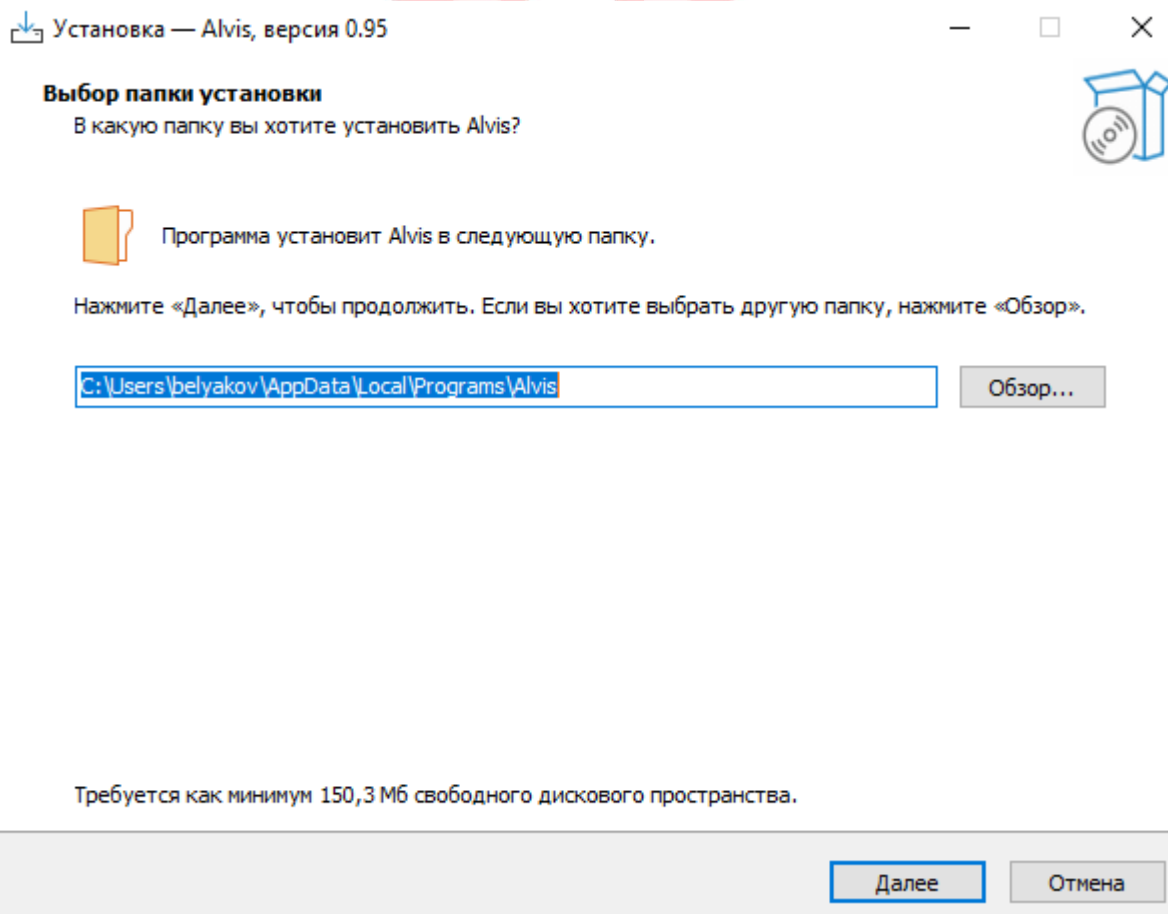 Установка — Alvis, версия 0.95
Выбор папки установки
В какую папку вы хотите установить Alvis?
Программа установит Alvis в следующую папку.
Нажмите «Далее», чтобы продолжить. Если вы хотите выбрать другую папку, нажмите «Обзор».
C:\Users\belyakov\AppData\Local\Programs\Alvis
Обзор...
Требуется как минимум 150,3 Мб свободного дискового пространства.
Далее
Отмена